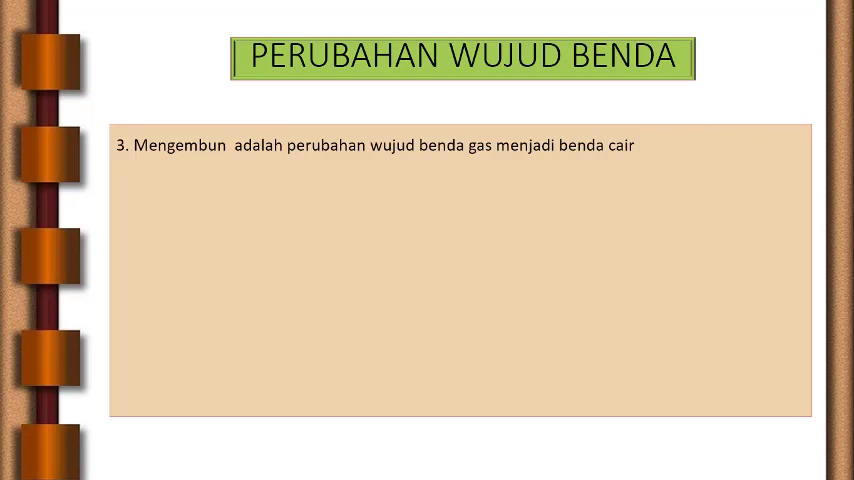 PERUBAHAN WUJUD BENDA
3. Mengembun adalah perubahan wujud benda gas menjadi benda cair